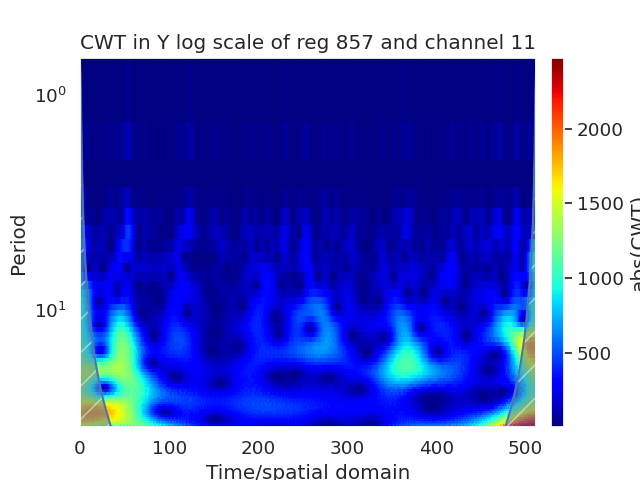 CWT in Y log scale of reg 857 and channel 11
10⁰
10¹
Period
0 100 200 300 400 500
Time/spatial domain
2000
1500
1000
500
abs(CWT)